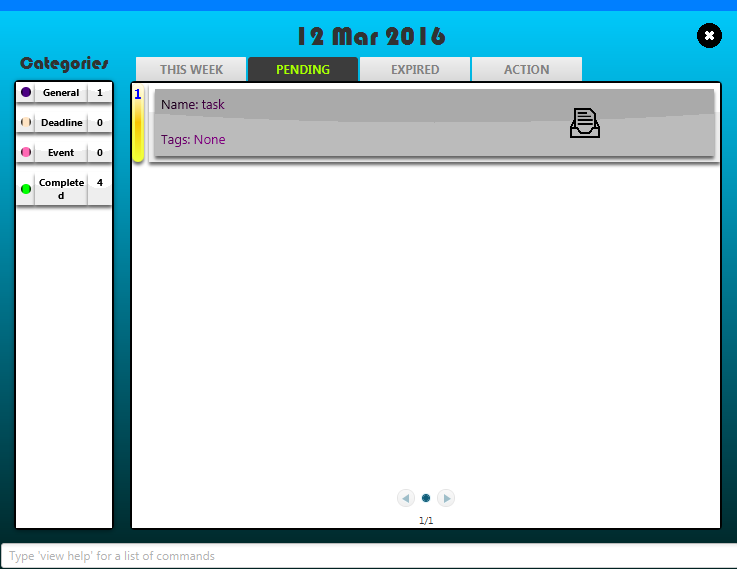 12 Mar 2016
Categories
THIS WEEK
PENDING
EXPIRED
ACTION
General 1
Deadline 0
Event 0
Complete 4
d
1
Name: task
Tags: None
1/1
Type 'view help' for a list of commands